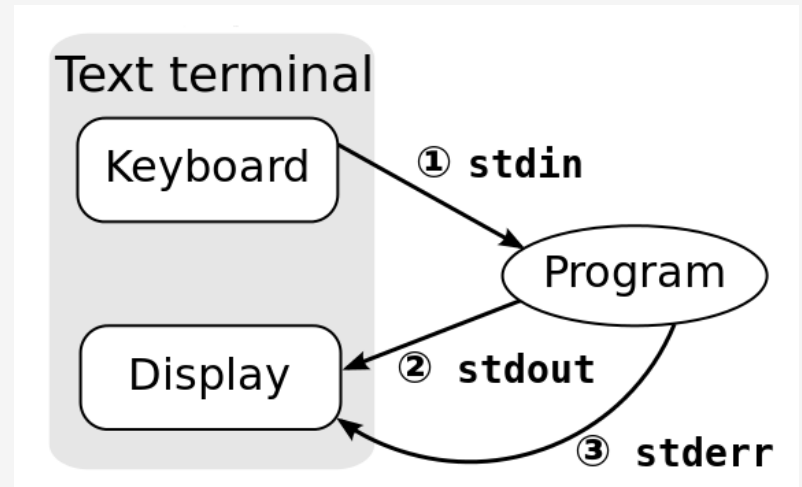 Text terminal
Keyboard
① stdin
Program
Display
② stdout
③ stderr